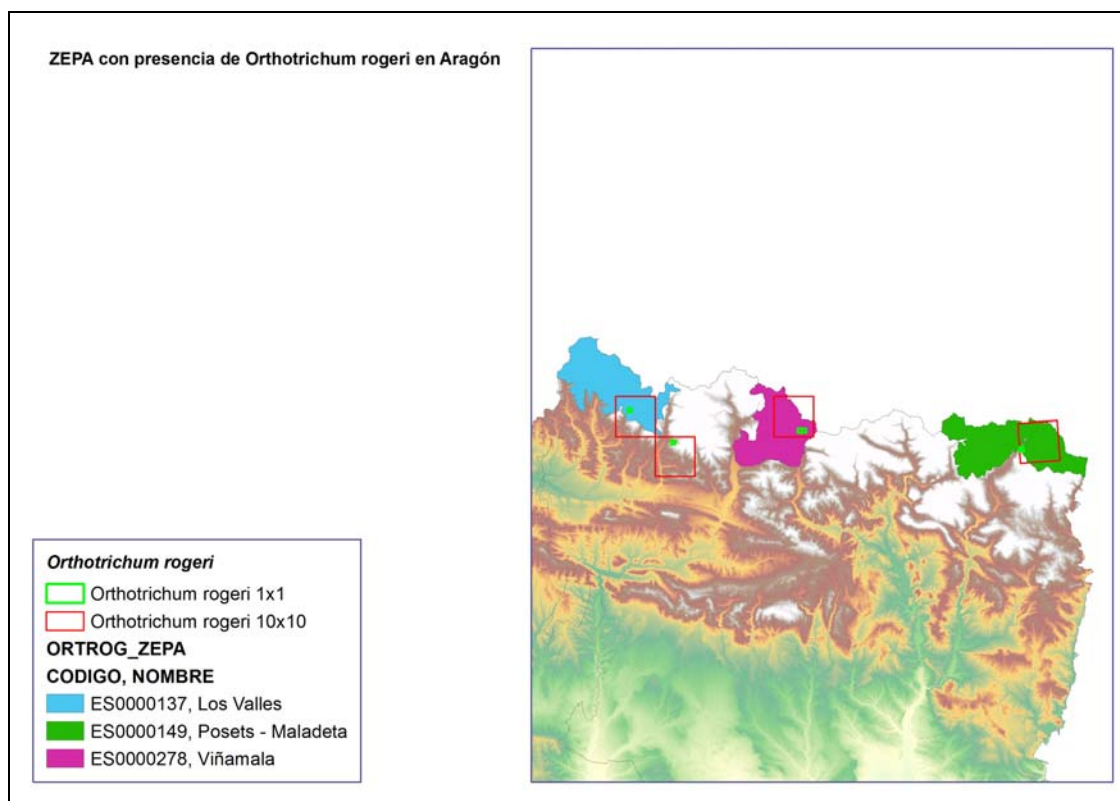 ZEPA con presencia de Orthotrichum rogeri en Aragón
Orthotrichum rogeri
Orthotrichum rogeri 1x1
Orthotrichum rogeri 10x10
ORTROG_ZEPA
CODIGO, NOMBRE
ES0000137, Los Valles
ES0000149, Posets - Maladeta
ES0000278, Viñamala